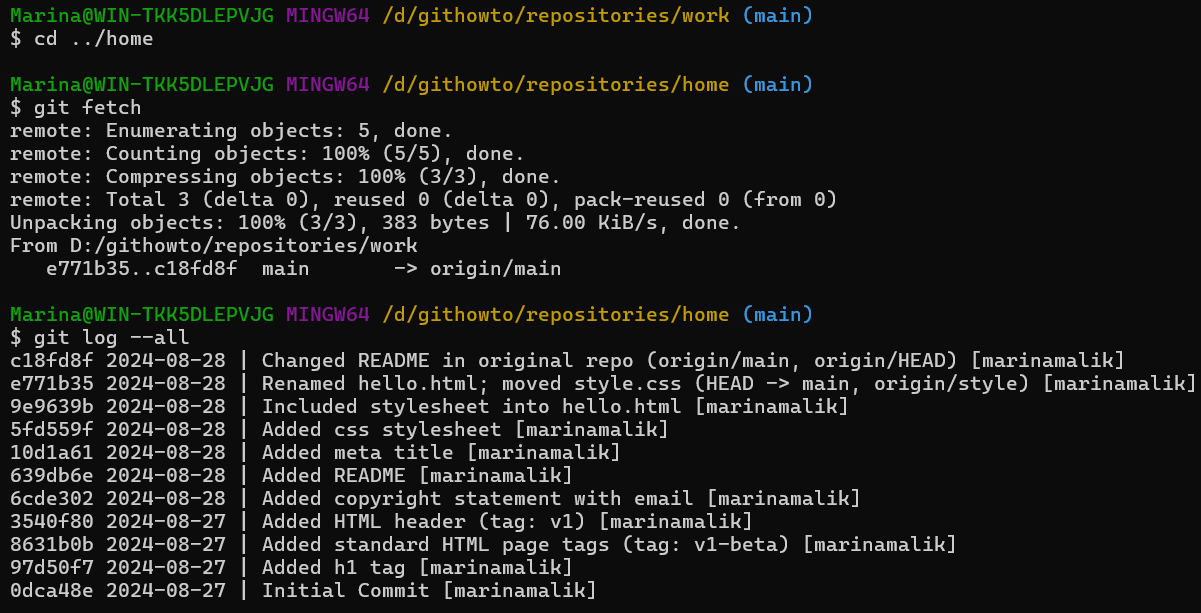 Marina@WIN-TKK5DLEPVJG MINGW64 /d/githowto/repositories/work (main)
$ cd ../home
Marina@WIN-TKK5DLEPVJG MINGW64 /d/githowto/repositories/home (main)
$ git fetch
remote: Enumerating objects: 5, done.
remote: Counting objects: 100% (5/5), done.
remote: Compressing objects: 100% (3/3), done.
remote: Total 3 (delta 0), reused 0 (delta 0), pack-reused 0 (from 0)
Unpacking objects: 100% (3/3), 383 bytes | 76.00 KiB/s, done.
From D:/githowto/repositories/work
   e771b35..c18fd8f  main       -> origin/main
Marina@WIN-TKK5DLEPVJG MINGW64 /d/githowto/repositories/home (main)
$ git log --all
c18fd8f 2024-08-28 | Changed README in original repo (origin/main, origin/HEAD) [marinamalik]
e771b35 2024-08-28 | Renamed hello.html; moved style.css (HEAD -> main, origin/style) [marinamalik]
9e9639b 2024-08-28 | Included stylesheet into hello.html [marinamalik]
5fd559f 2024-08-28 | Added css stylesheet [marinamalik]
10d1a61 2024-08-28 | Added meta title [marinamalik]
639db6e 2024-08-28 | Added README [marinamalik]
6cde302 2024-08-28 | Added copyright statement with email [marinamalik]
3540f80 2024-08-27 | Added HTML header (tag: v1) [marinamalik]
8631b0b 2024-08-27 | Added standard HTML page tags (tag: v1-beta) [marinamalik]
97d50f7 2024-08-27 | Added h1 tag [marinamalik]
0dca48e 2024-08-27 | Initial Commit [marinamalik]